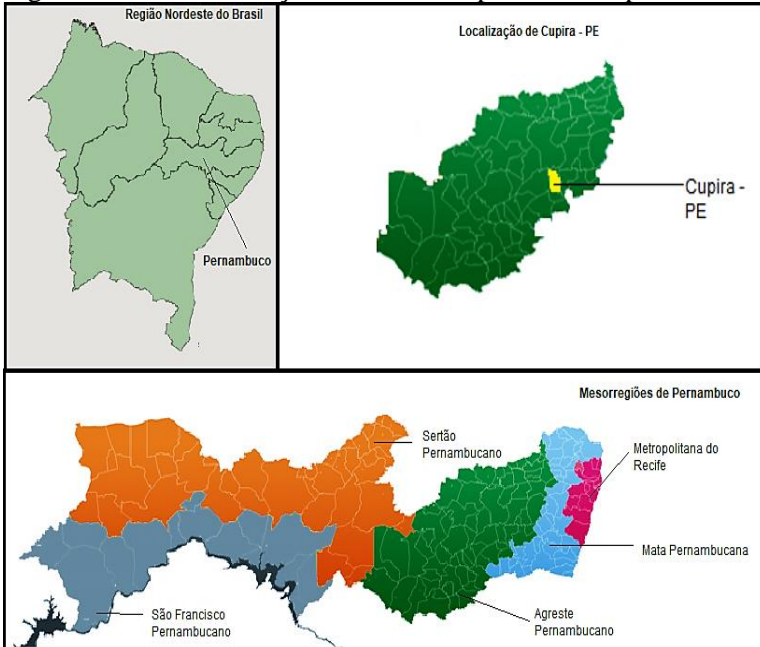 Região Nordeste do Brasil
Pernambuco
Localização de Cupira - PE
Cupira -
PE
Mesorregiões de Pernambuco
Sertão
Pernambucano
Metropolitana do
Recife
Mata Pernambucana
São Francisco
Pernambucano
Agreste
Pernambucano